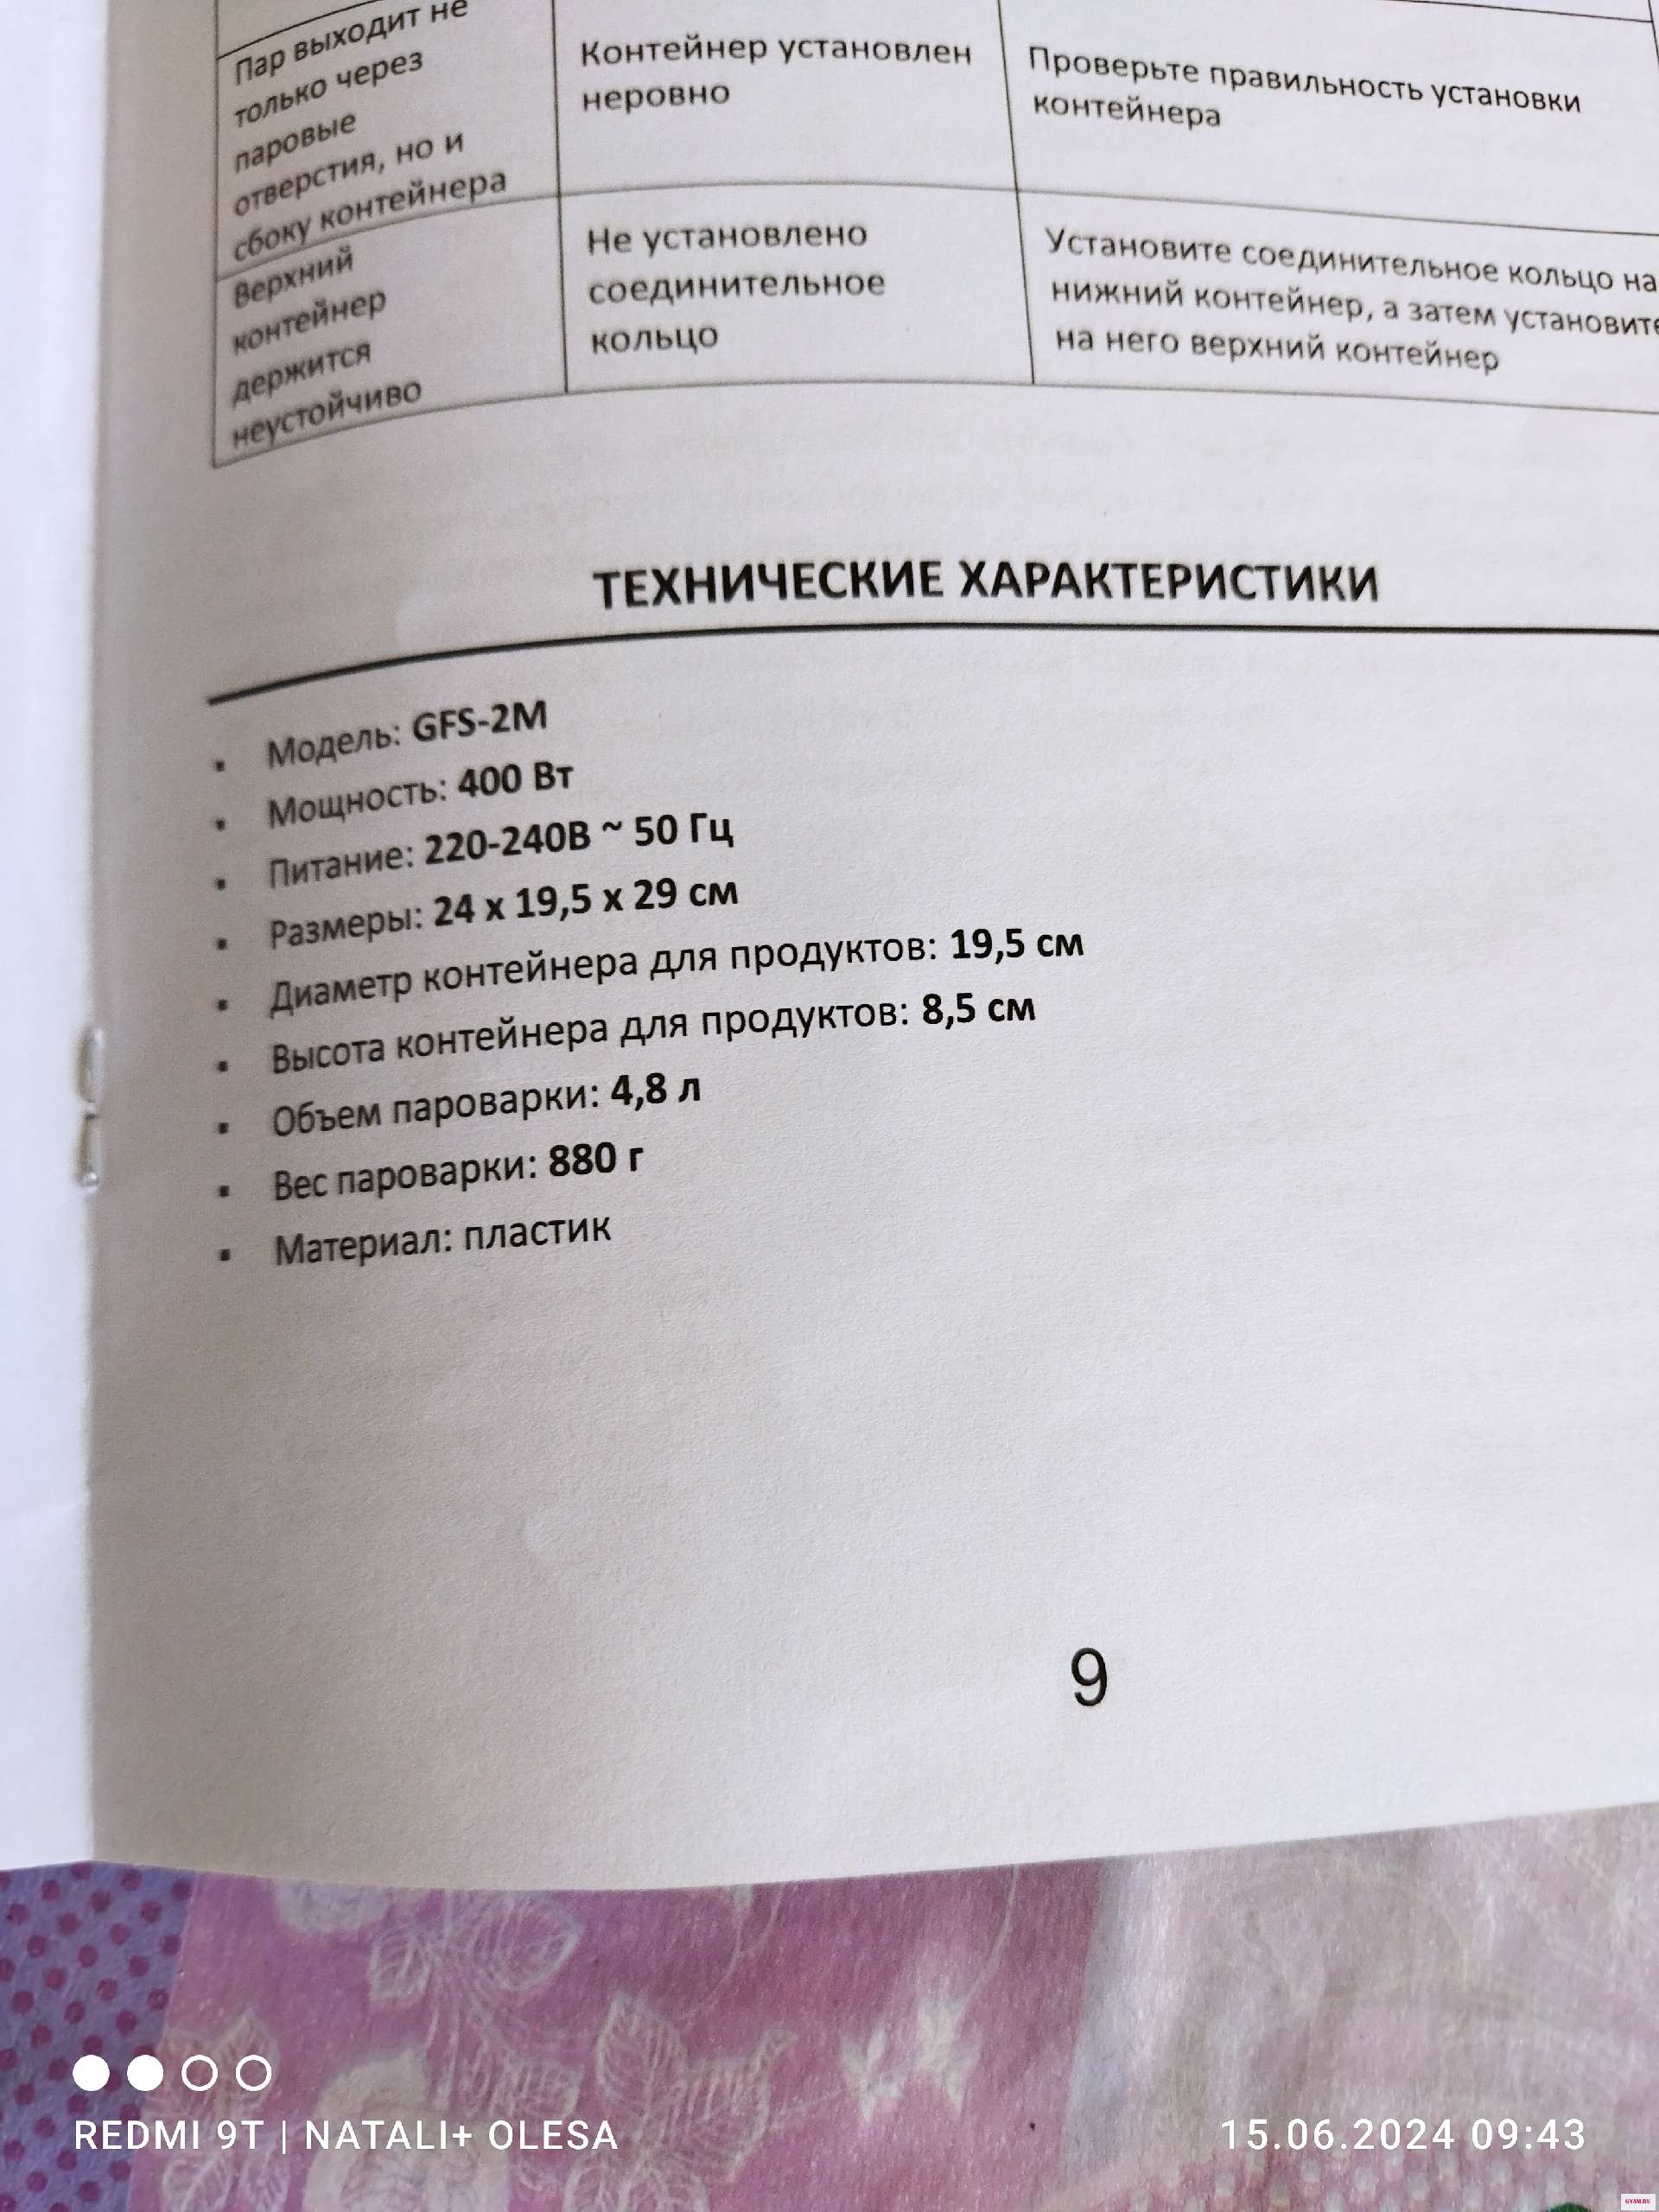 Пар выходит не
только через
паровые
отверстия, но и
сбоку контейнера
Контейнер установлен
неровно
Проверьте правильность установки
контейнера
Верхний
контейнер
держится
неустойчиво
Не установлено
соединительное
кольцо
Установите соединительное кольцо на
нижний контейнер, а затем установите
на него верхний контейнер
ТЕХНИЧЕСКИЕ ХАРАКТЕРИСТИКИ
▪ Модель: GFS-2M
▪ Мощность: 400 Вт
▪ Питание: 220-240В ~ 50 Гц
▪ Размеры: 24 х 19,5 х 29 см
▪ Диаметр контейнера для продуктов: 19,5 см
▪ Высота контейнера для продуктов: 8,5 см
▪ Объем пароварки: 4,8 л
▪ Вес пароварки: 880 г
▪ Материал: пластик
9
REDMI 9T | NATALI+ OLESA
15.06.2024 09:43
GYAM.RU